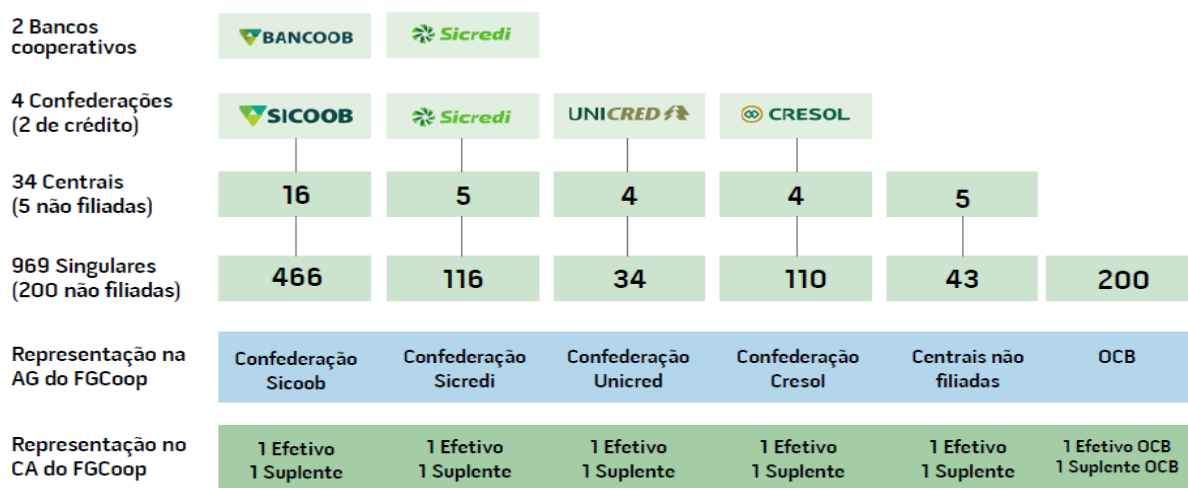 2 Bancos
cooperativos
BANCOOB
Sicredi
4 Confederações
(2 de crédito)
SICOOB
Sicredi
UNICRED
CRESOL
34 Centrais
(5 não filiadas)
16
5
4
4
5
969 Singulares
(200 não filiadas)
466
116
34
110
43
200
Representação na
AG do FGCoop
Confederação
Sicoob
Confederação
Sicredi
Confederação
Unicred
Confederação
Cresol
Centrais não
filiadas
OCB
Representação no
CA do FGCoop
1 Efetivo
1 Suplente
1 Efetivo
1 Suplente
1 Efetivo
1 Suplente
1 Efetivo
1 Suplente
1 Efetivo
1 Suplente
1 Efetivo OCB
1 Suplente OCB